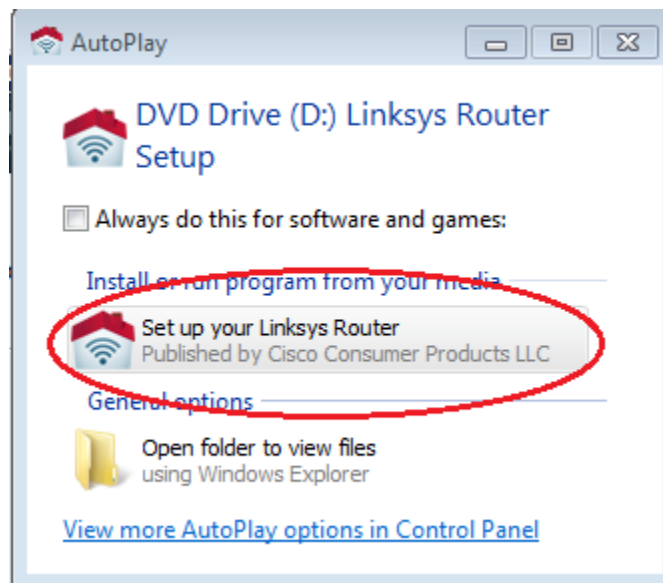 AutoPlay
DVD Drive (D:) Linksys Router
Setup
Always do this for software and games:
Install or run program from your media
Set up your Linksys Router
Published by Cisco Consumer Products LLC
General options
Open folder to view files
using Windows Explorer
View more AutoPlay options in Control Panel